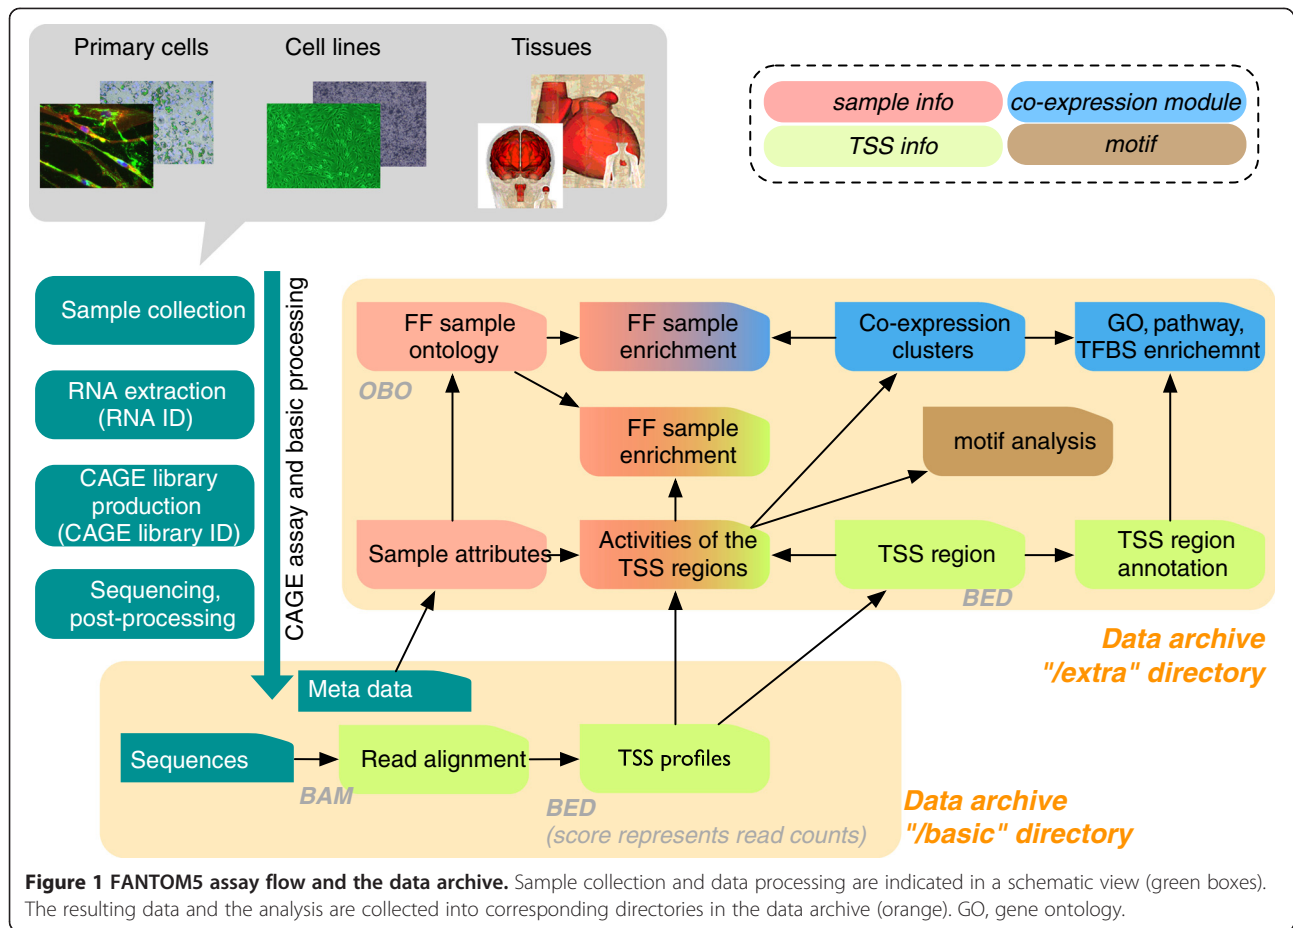 Primary cells
Cell lines
Tissues
sample info
co-expression module
TSS info
motif
Sample collection
RNA extraction
(RNA ID)
CAGE library
production
(CAGE library ID)
Sequencing,
post-processing
CAGE assay and basic processing
FF sample
ontology
OBO
FF sample
enrichment
Co-expression
clusters
GO, pathway,
TFBS enrichemnt
FF sample
enrichment
motif analysis
Sample attributes
Activities of the
TSS regions
TSS region
BED
TSS region
annotation
Data archive
"/extra" directory
Meta data
Sequences
BAM
Read alignment
TSS profiles
BED
(score represents read counts)
Data archive
"/basic" directory
Figure 1 FANTOM5 assay flow and the data archive. Sample collection and data processing are indicated in a schematic view (green boxes).
The resulting data and the analysis are collected into corresponding directories in the data archive (orange). GO, gene ontology.